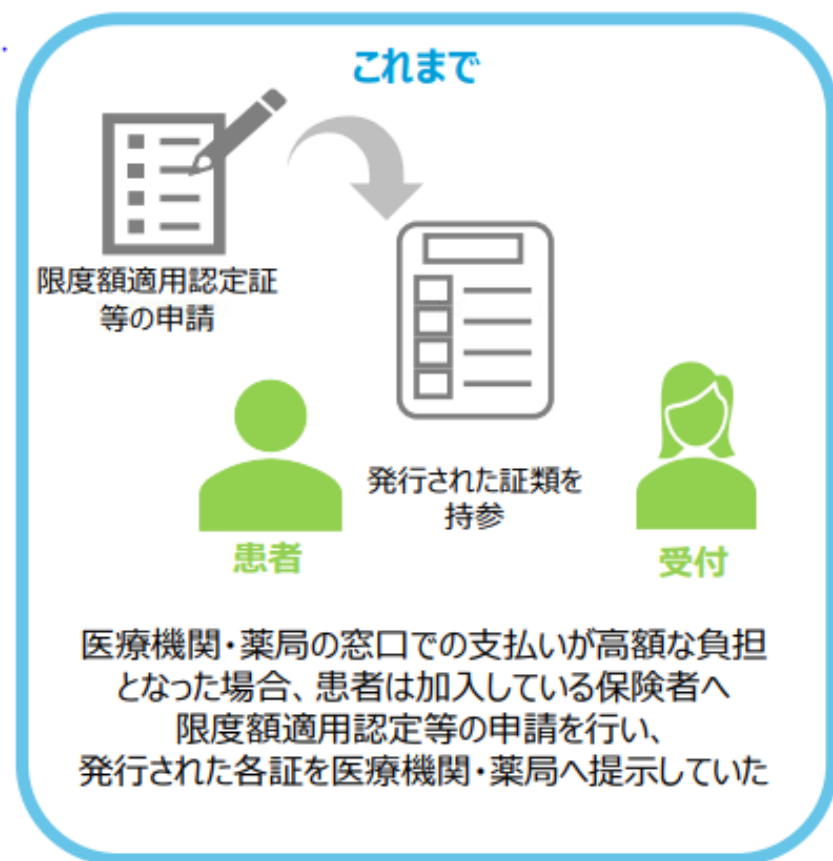 これまで
限度額適用認定証
等の申請
発行された証類を
持参
患者
受付
医療機関・薬局の窓口での支払いが高額な負担
となった場合、患者は加入している保険者へ
限度額適用認定等の申請を行い、
発行された各証を医療機関・薬局へ提示していた